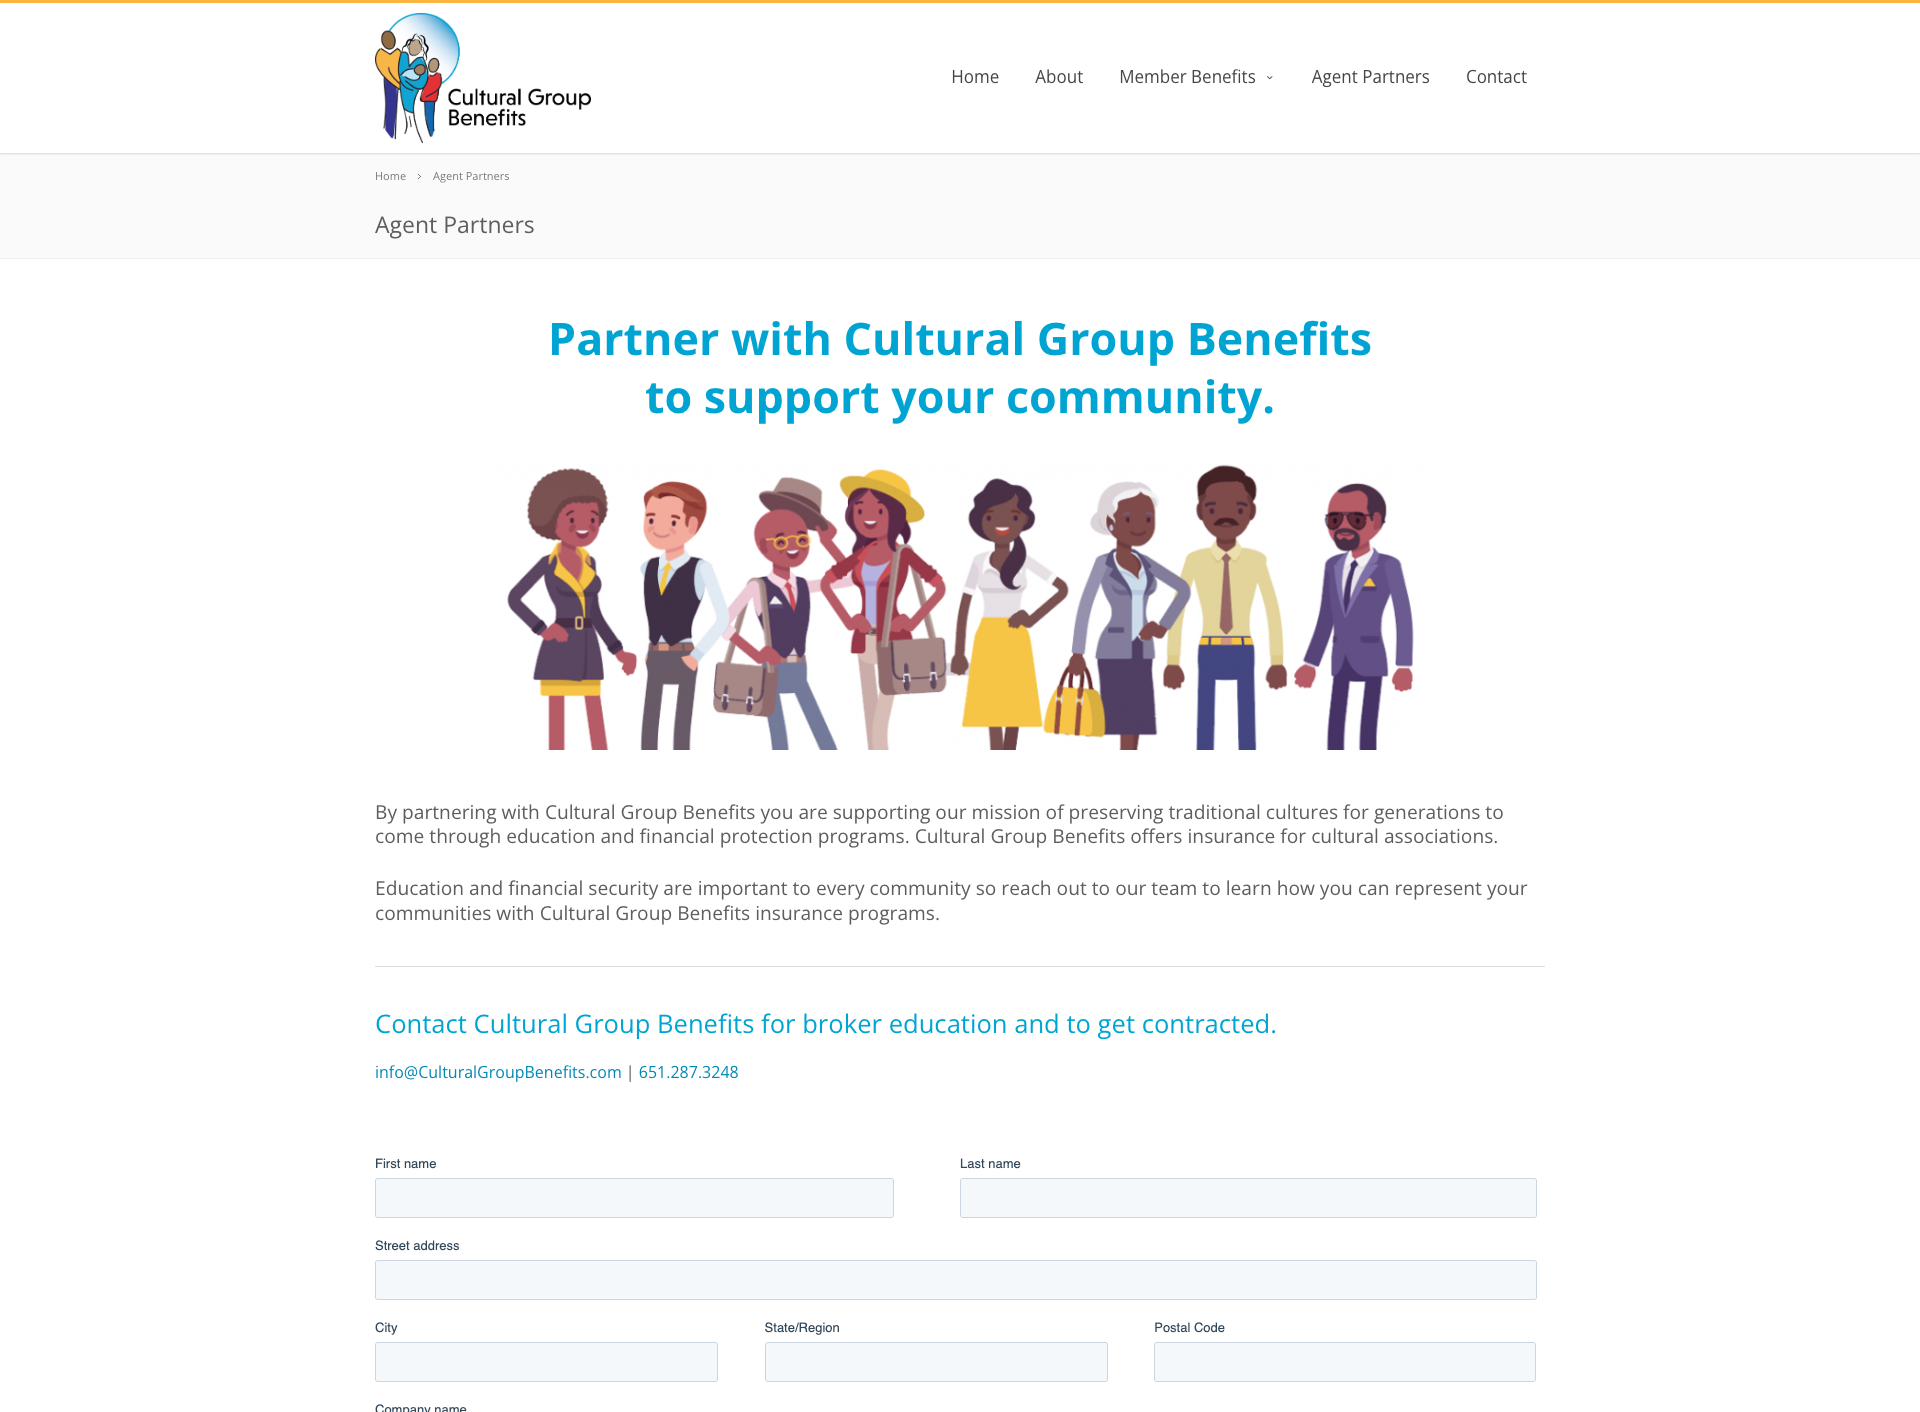 Cultural Group
Benefits
Home About Member Benefits Agent Partners Contact
Home > Agent Partners
Agent Partners
Partner with Cultural Group Benefits
to support your community.
By partnering with Cultural Group Benefits you are supporting our mission of preserving traditional cultures for generations to
come through education and financial protection programs. Cultural Group Benefits offers insurance for cultural associations.
Education and financial security are important to every community so reach out to our team to learn how you can represent your
communities with Cultural Group Benefits insurance programs.
Contact Cultural Group Benefits for broker education and to get contracted.
info@CulturalGroupBenefits.com | 651.287.3248
First name Last name
Street address
City State/Region Postal Code
Company name